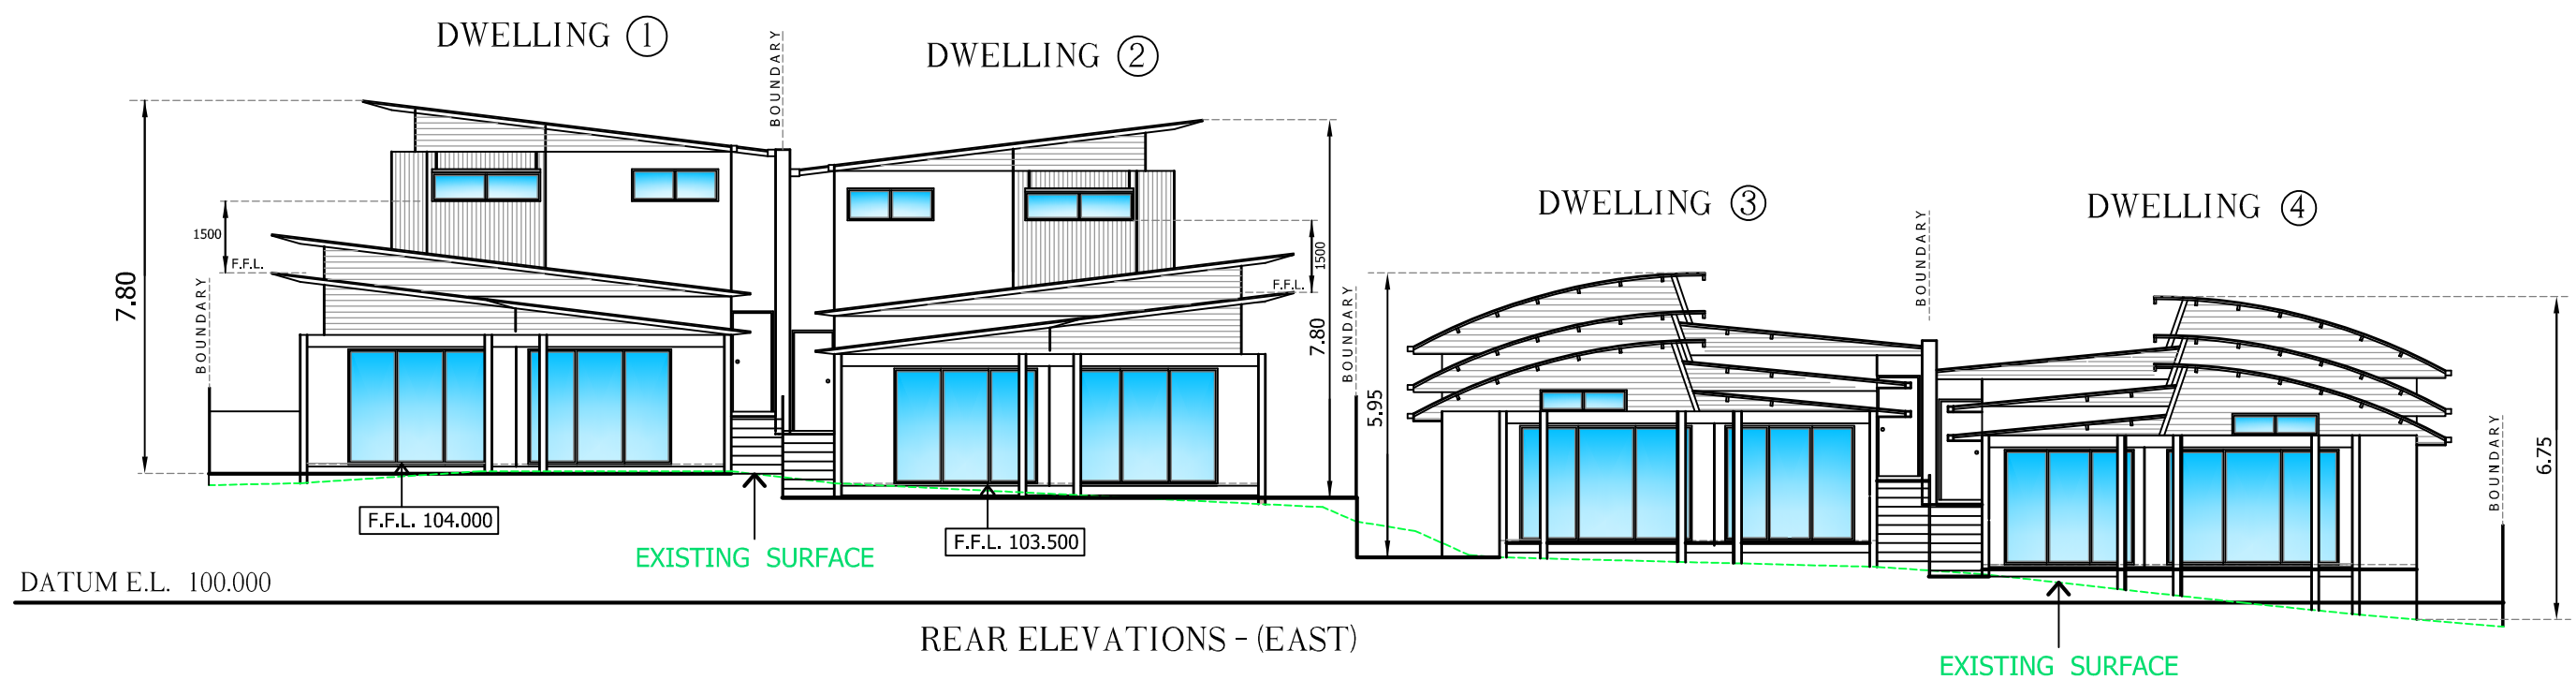 DWELLING 1
DWELLING 2
DWELLING 3
DWELLING 4
BOUNDARY
BOUNDARY
BOUNDARY
BOUNDARY
BOUNDARY
7.80
1500
F.F.L.
1500
F.F.L.
7.80
5.95
6.75
F.F.L. 104.000
F.F.L. 103.500
EXISTING SURFACE
DATUM E.L. 100.000
REAR ELEVATIONS - (EAST)
EXISTING SURFACE